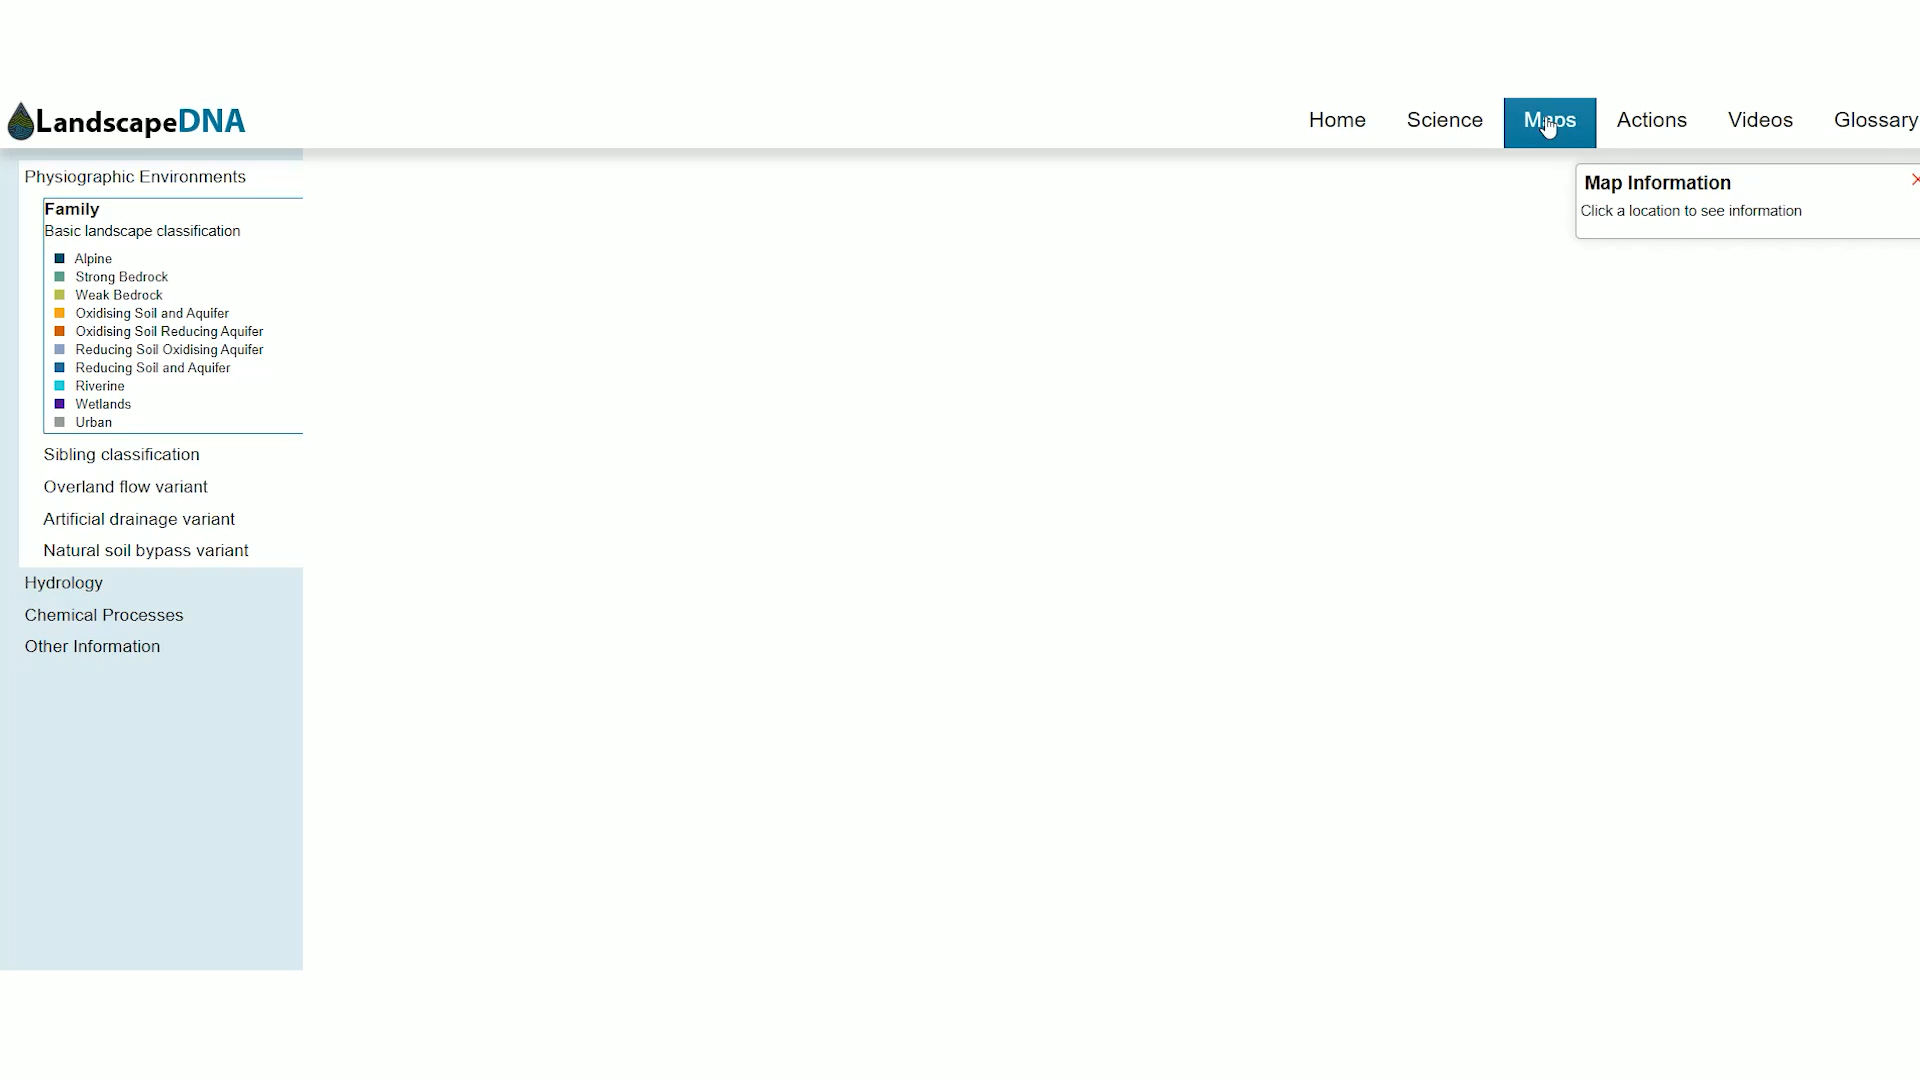 LandscapeDNA
Home Science Maps Actions Videos Glossary
Physiographic Environments
Family
Basic landscape classification
Alpine
Strong Bedrock
Weak Bedrock
Oxidising Soil and Aquifer
Oxidising Soil Reducing Aquifer
Reducing Soil Oxidising Aquifer
Reducing Soil and Aquifer
Riverine
Wetlands
Urban
Sibling classification
Overland flow variant
Artificial drainage variant
Natural soil bypass variant
Hydrology
Chemical Processes
Other Information
Map Information
Click a location to see information